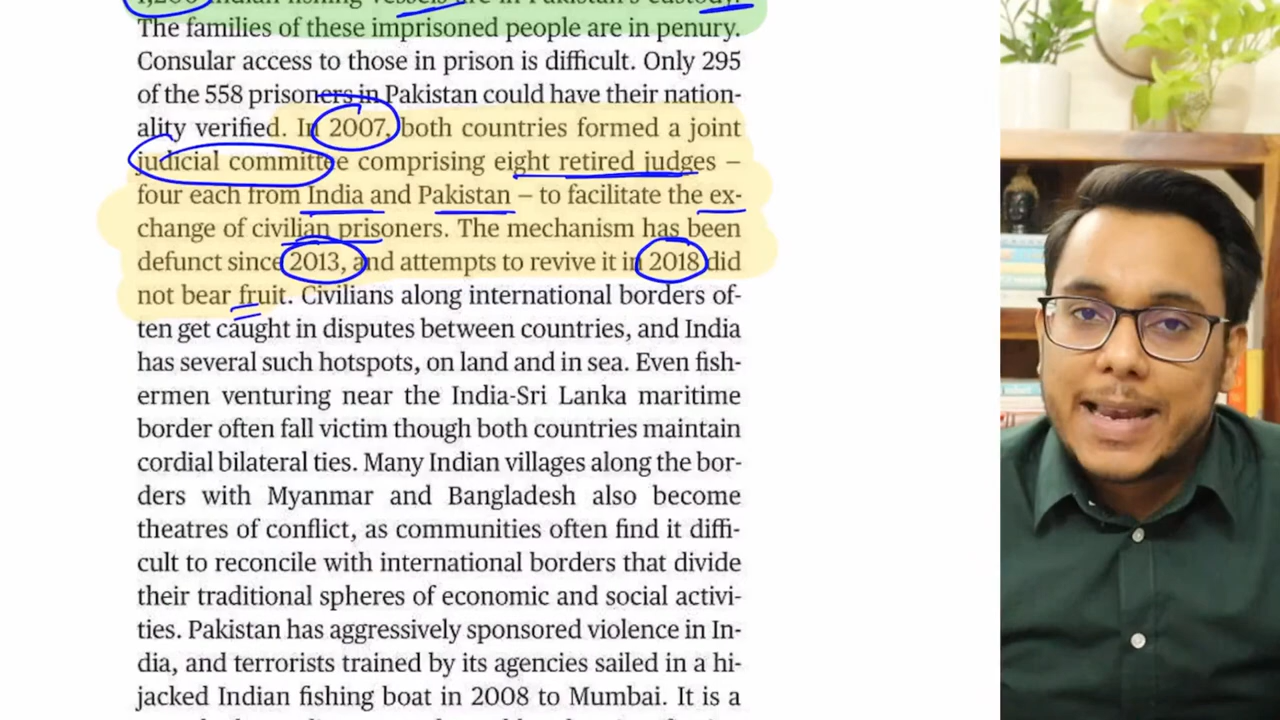 1,200 Indian fishing vessels are in Pakistan's custody.
The families of these imprisoned people are in penury.
Consular access to those in prison is difficult. Only 295
of the 558 prisoners in Pakistan could have their nation-
ality verified. In 2007, both countries formed a joint
judicial committee comprising eight retired judges –
four each from India and Pakistan – to facilitate the ex-
change of civilian prisoners. The mechanism has been
defunct since 2013, and attempts to revive it in 2018 did
not bear fruit. Civilians along international borders of-
ten get caught in disputes between countries, and India
has several such hotspots, on land and in sea. Even fish-
ermen venturing near the India-Sri Lanka maritime
border often fall victim though both countries maintain
cordial bilateral ties. Many Indian villages along the bor-
ders with Myanmar and Bangladesh also become
theatres of conflict, as communities often find it diffi-
cult to reconcile with international borders that divide
their traditional spheres of economic and social activi-
ties. Pakistan has aggressively sponsored violence in In-
dia, and terrorists trained by its agencies sailed in a hi-
jacked Indian fishing boat in 2008 to Mumbai. It is a